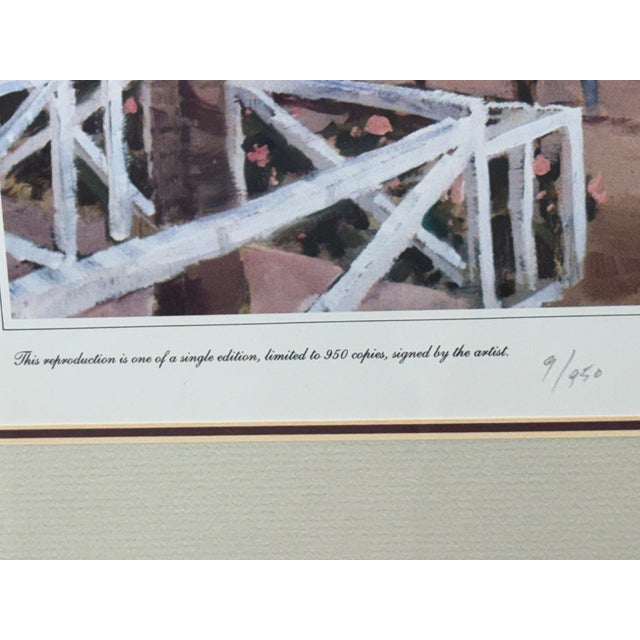 This reproduction is one of a single edition, limited to 950 copies, signed by the artist.
9/950